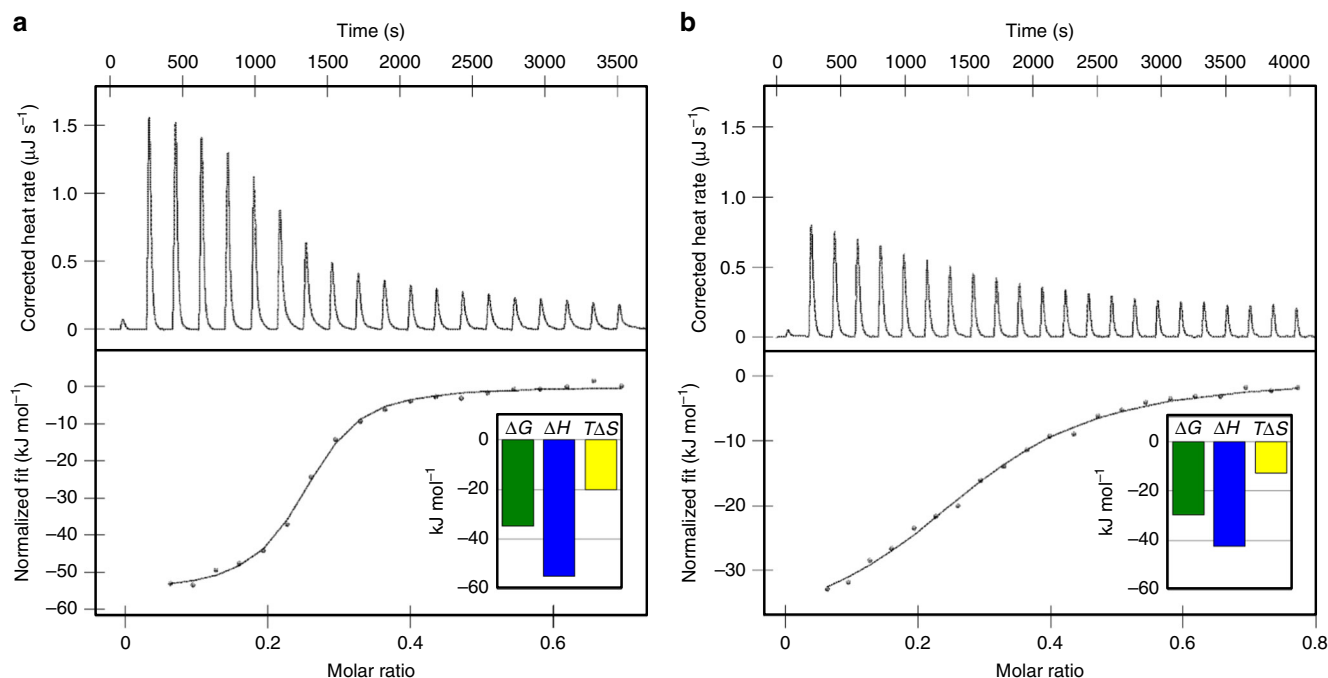 a
Time (s)
0 500 1000 1500 2000 2500 3000 3500
Corrected heat rate (µJ s⁻¹)
1.5
1.0
0.5
0
Normalized fit (kJ mol⁻¹)
0
−10
−20
−30
−40
−50
−60
ΔG ΔH TΔS
kJ mol⁻¹
0
−20
−40
−60
0 0.2 0.4 0.6
Molar ratio
b
Time (s)
0 500 1000 1500 2000 2500 3000 3500 4000
Corrected heat rate (µJ s⁻¹)
1.5
1.0
0.5
0
Normalized fit (kJ mol⁻¹)
0
−10
−20
−30
ΔG ΔH TΔS
kJ mol⁻¹
0
−20
−40
−60
0 0.2 0.4 0.6 0.8
Molar ratio